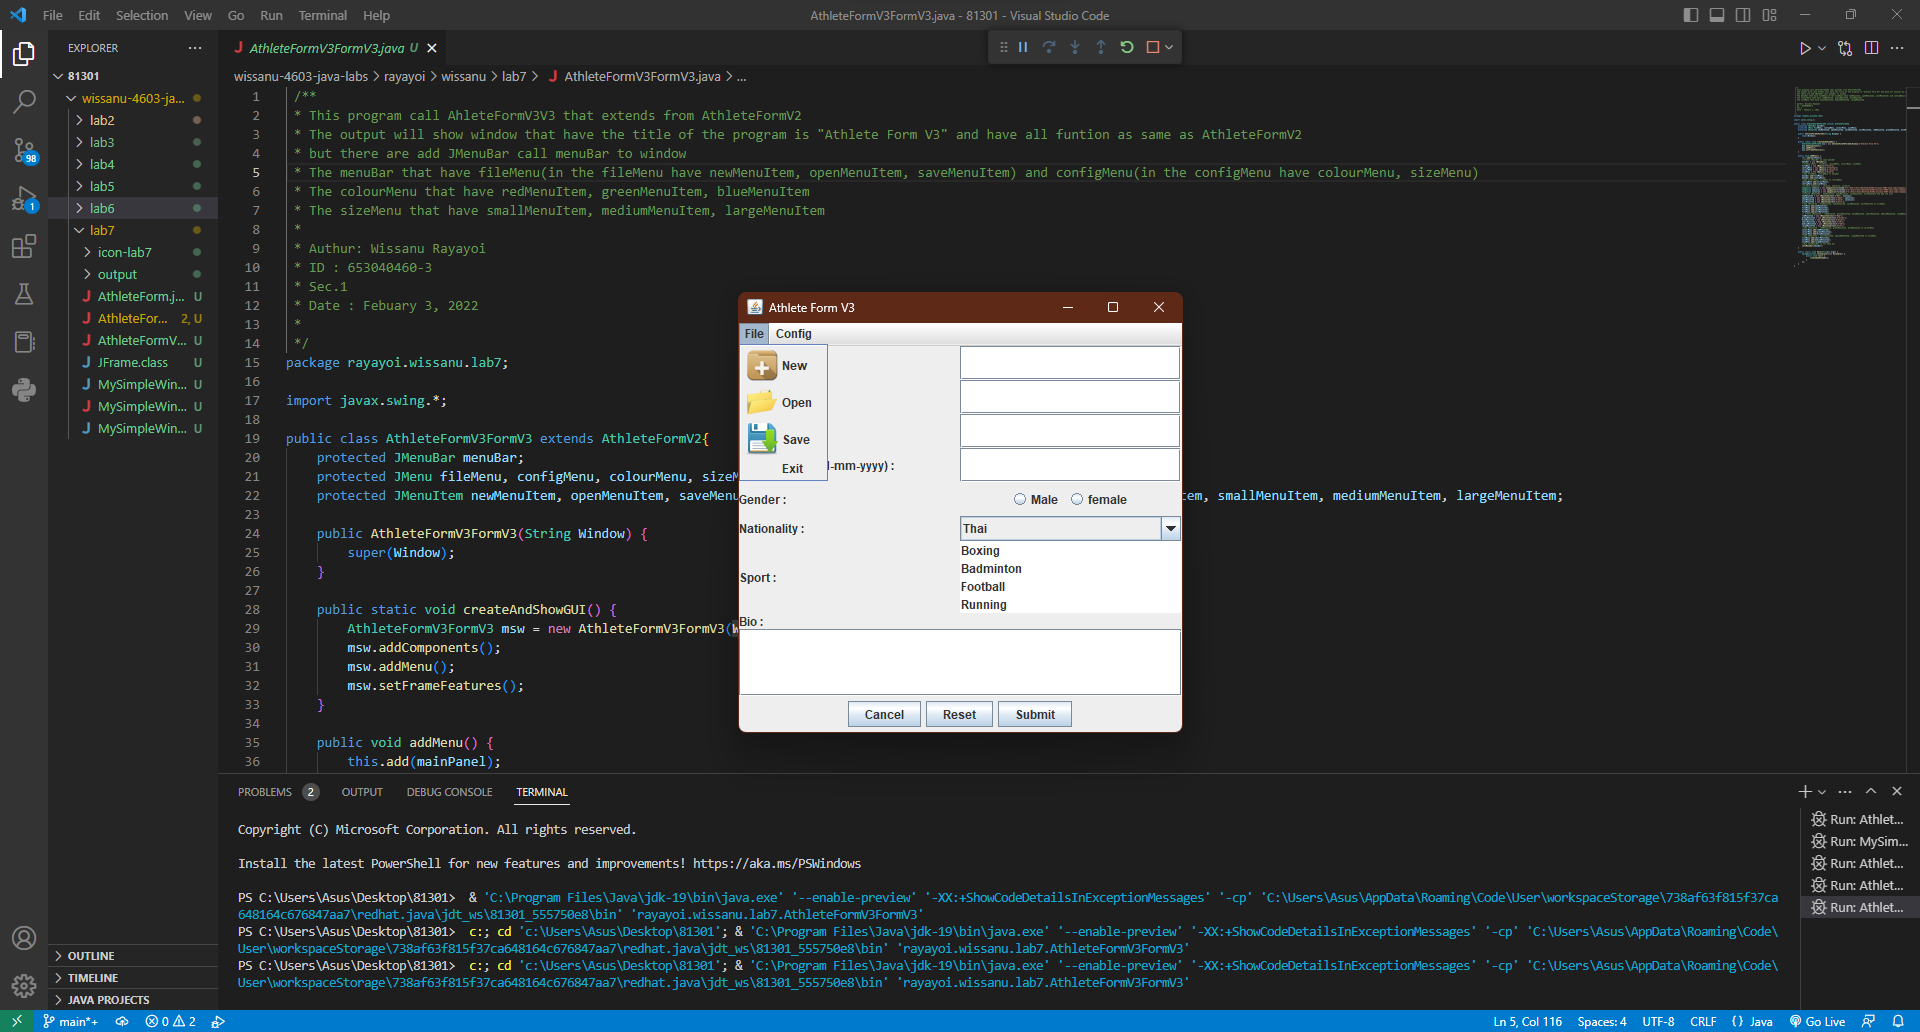 File Edit Selection View Go Run Terminal Help
AthleteFormV3FormV3.java - 81301 - Visual Studio Code
EXPLORER
81301
wissanu-4603-ja...
lab2
lab3
lab4
lab5
lab6
lab7
icon-lab7
output
AthleteForm.j... U
AthleteFor... 2, U
AthleteFormV... U
JFrame.class U
MySimpleWin... U
MySimpleWin... U
MySimpleWin... U
OUTLINE
TIMELINE
JAVA PROJECTS
98
1
AthleteFormV3FormV3.java U
wissanu-4603-java-labs > rayayoi > wissanu > lab7 > AthleteFormV3FormV3.java > ...
1 /**
2 * This program call AhleteFormV3V3 that extends from AthleteFormV2
3 * The output will show window that have the title of the program is "Athlete Form V3" and have all funtion as same as AthleteFormV2
4 * but there are add JMenuBar call menuBar to window
5 * The menuBar that have fileMenu(in the fileMenu have newMenuItem, openMenuItem, saveMenuItem) and configMenu(in the configMenu have colourMenu, sizeMenu)
6 * The colourMenu that have redMenuItem, greenMenuItem, blueMenuItem
7 * The sizeMenu that have smallMenuItem, mediumMenuItem, largeMenuItem
8 *
9 * Authur: Wissanu Rayayoi
10 * ID : 653040460-3
11 * Sec.1
12 * Date : Febuary 3, 2022
13 *
14 */
15 package rayayoi.wissanu.lab7;
16
17 import javax.swing.*;
18
19 public class AthleteFormV3FormV3 extends AthleteFormV2{
20 protected JMenuBar menuBar;
21 protected JMenu fileMenu, configMenu, colourMenu, sizeM
22 protected JMenuItem newMenuItem, openMenuItem, saveMenu tem, smallMenuItem, mediumMenuItem, largeMenuItem;
23
24 public AthleteFormV3FormV3(String Window) {
25 super(Window);
26 }
27
28 public static void createAndShowGUI() {
29 AthleteFormV3FormV3 msw = new AthleteFormV3FormV3(
30 msw.addComponents();
31 msw.addMenu();
32 msw.setFrameFeatures();
33 }
34
35 public void addMenu() {
36 this.add(mainPanel);
Athlete Form V3
File Config
New
Open
Save
Exit
-mm-yyyy) :
Gender : Male female
Nationality : Thai
Sport :
Boxing
Badminton
Football
Running
Bio :
Cancel Reset Submit
PROBLEMS 2 OUTPUT DEBUG CONSOLE TERMINAL
Copyright (C) Microsoft Corporation. All rights reserved.
Install the latest PowerShell for new features and improvements! https://aka.ms/PSWindows
PS C:\Users\Asus\Desktop\81301> & 'C:\Program Files\Java\jdk-19\bin\java.exe' '--enable-preview' '-XX:+ShowCodeDetailsInExceptionMessages' '-cp' 'C:\Users\Asus\AppData\Roaming\Code\User\workspaceStorage\738af63f815f37ca
648164c676847aa7\redhat.java\jdt_ws\81301_555750e8\bin' 'rayayoi.wissanu.lab7.AthleteFormV3FormV3'
PS C:\Users\Asus\Desktop\81301> c:; cd 'c:\Users\Asus\Desktop\81301'; & 'C:\Program Files\Java\jdk-19\bin\java.exe' '--enable-preview' '-XX:+ShowCodeDetailsInExceptionMessages' '-cp' 'C:\Users\Asus\AppData\Roaming\Code\
User\workspaceStorage\738af63f815f37ca648164c676847aa7\redhat.java\jdt_ws\81301_555750e8\bin' 'rayayoi.wissanu.lab7.AthleteFormV3FormV3'
PS C:\Users\Asus\Desktop\81301> c:; cd 'c:\Users\Asus\Desktop\81301'; & 'C:\Program Files\Java\jdk-19\bin\java.exe' '--enable-preview' '-XX:+ShowCodeDetailsInExceptionMessages' '-cp' 'C:\Users\Asus\AppData\Roaming\Code\
User\workspaceStorage\738af63f815f37ca648164c676847aa7\redhat.java\jdt_ws\81301_555750e8\bin' 'rayayoi.wissanu.lab7.AthleteFormV3FormV3'
Run: Athlet...
Run: MySim...
Run: Athlet...
Run: Athlet...
Run: Athlet...
main*+ 0 2
Ln 5, Col 116 Spaces: 4 UTF-8 CRLF {} Java Go Live